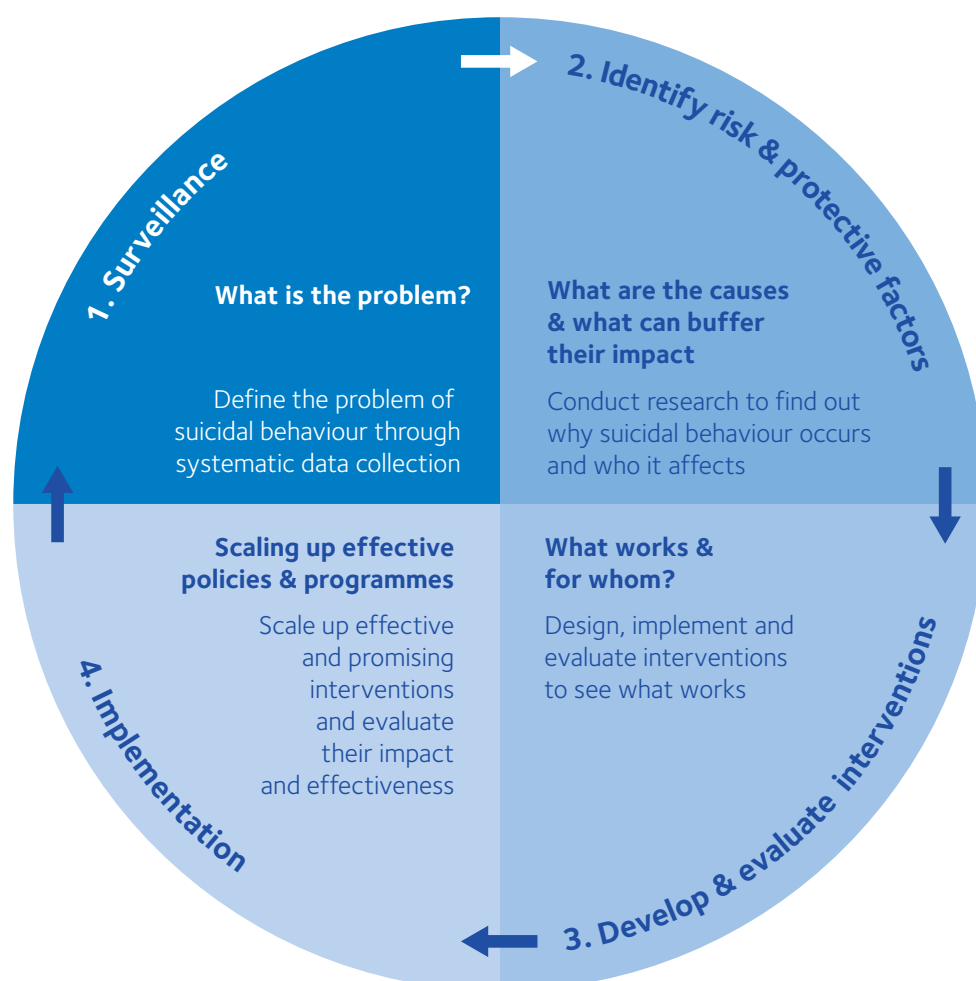 1. Surveillance
What is the problem?
Define the problem of
suicidal behaviour through
systematic data collection
2. Identify risk & protective factors
What are the causes
& what can buffer
their impact
Conduct research to find out
why suicidal behaviour occurs
and who it affects
What works &
for whom?
Design, implement and
evaluate interventions
to see what works
3. Develop & evaluate interventions
Scaling up effective
policies & programmes
Scale up effective
and promising
interventions
and evaluate
their impact
and effectiveness
4. Implementation